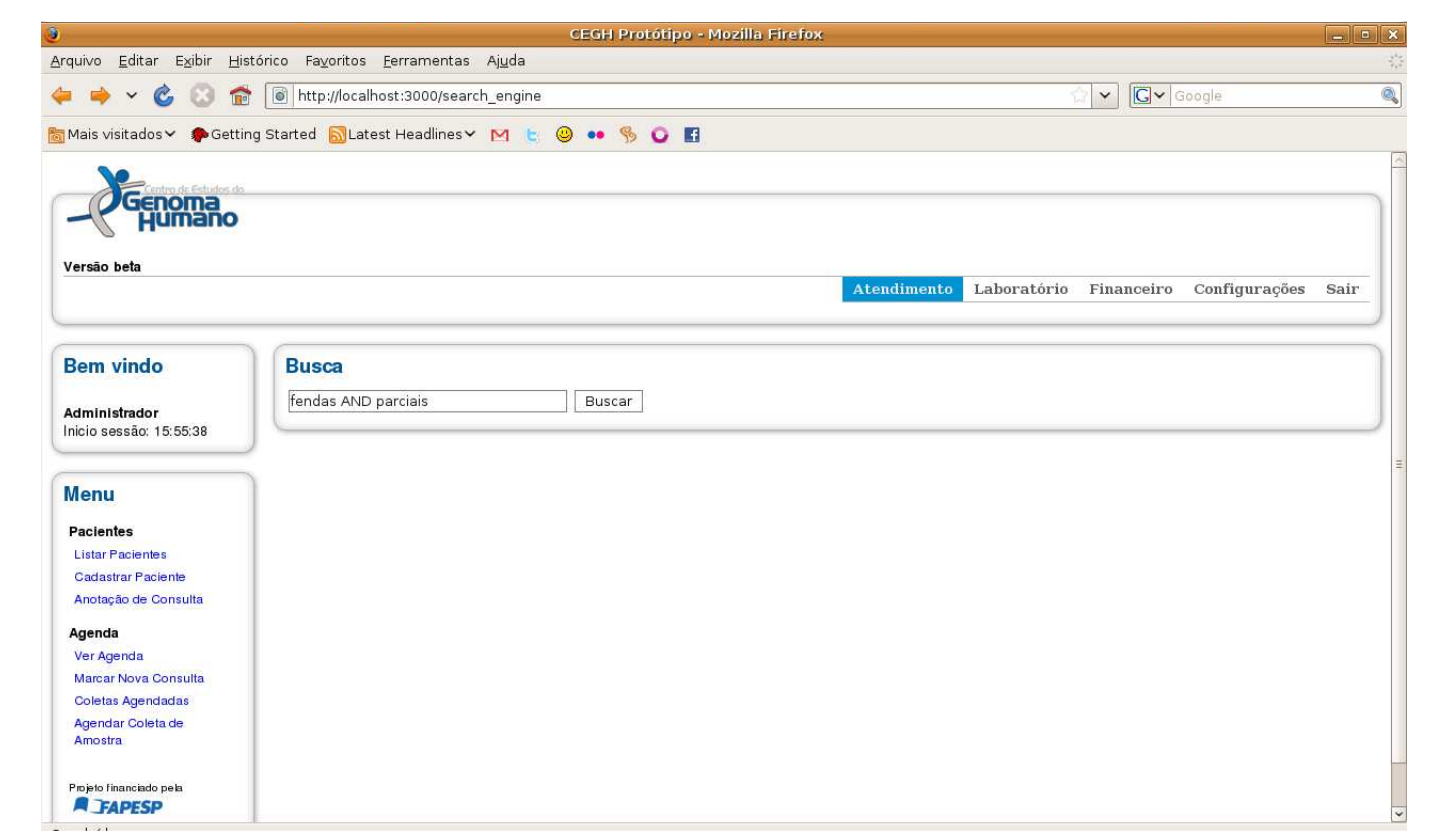 CEGH Protótipo - Mozilla Firefox
Arquivo Editar Exibir Histórico Favoritos Ferramentas Ajuda
http://localhost:3000/search_engine
G Google
Mais visitados Getting Started Latest Headlines
Centro de Estudos do
Genoma
Humano
Versão beta
Atendimento Laboratório Financeiro Configurações Sair
Bem vindo
Administrador
Inicio sessão: 15:55:38
Busca
fendas AND parciais Buscar
Menu
Pacientes
Listar Pacientes
Cadastrar Paciente
Anotação de Consulta
Agenda
Ver Agenda
Marcar Nova Consulta
Coletas Agendadas
Agendar Coleta de
Amostra
Projeto financiado pela
FAPESP